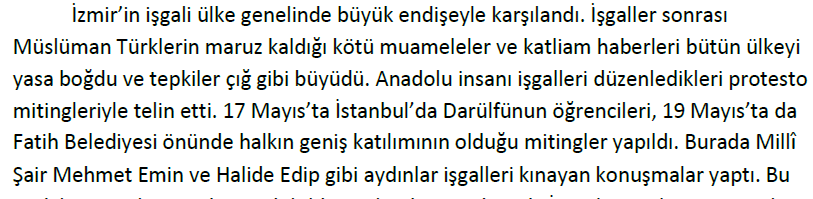 İzmir’in işgali ülke genelinde büyük endişeyle karşılandı. İşgaller sonrası
Müslüman Türklerin maruz kaldığı kötü muameleler ve katliam haberleri bütün ülkeyi
yasa boğdu ve tepkiler çığ gibi büyüdü. Anadolu insanı işgalleri düzenledikleri protesto
mitingleriyle telin etti. 17 Mayıs’ta İstanbul’da Darülfünun öğrencileri, 19 Mayıs’ta da
Fatih Belediyesi önünde halkın geniş katılımının olduğu mitingler yapıldı. Burada Millî
Şair Mehmet Emin ve Halide Edip gibi aydınlar işgalleri kınayan konuşmalar yaptı. Bu